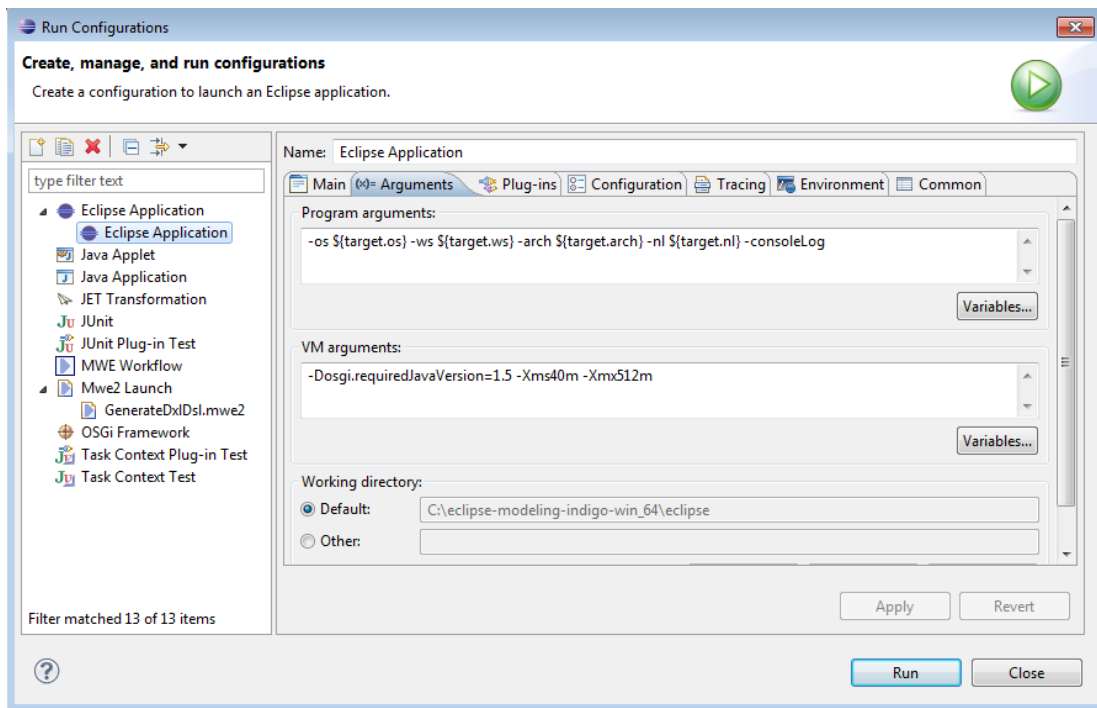 Run Configurations
Create, manage, and run configurations
Create a configuration to launch an Eclipse application.
type filter text
Eclipse Application
Eclipse Application
Java Applet
Java Application
JET Transformation
JUnit
JUnit Plug-in Test
MWE Workflow
Mwe2 Launch
GenerateDxlDsl.mwe2
OSGi Framework
Task Context Plug-in Test
Task Context Test
Filter matched 13 of 13 items
Name: Eclipse Application
Main (x)= Arguments Plug-ins Configuration Tracing Environment Common
Program arguments:
-os ${target.os} -ws ${target.ws} -arch ${target.arch} -nl ${target.nl} -consoleLog
Variables...
VM arguments:
-Dosgi.requiredJavaVersion=1.5 -Xms40m -Xmx512m
Variables...
Working directory:
Default: C:\eclipse-modeling-indigo-win_64\eclipse
Other:
Apply Revert
Run Close